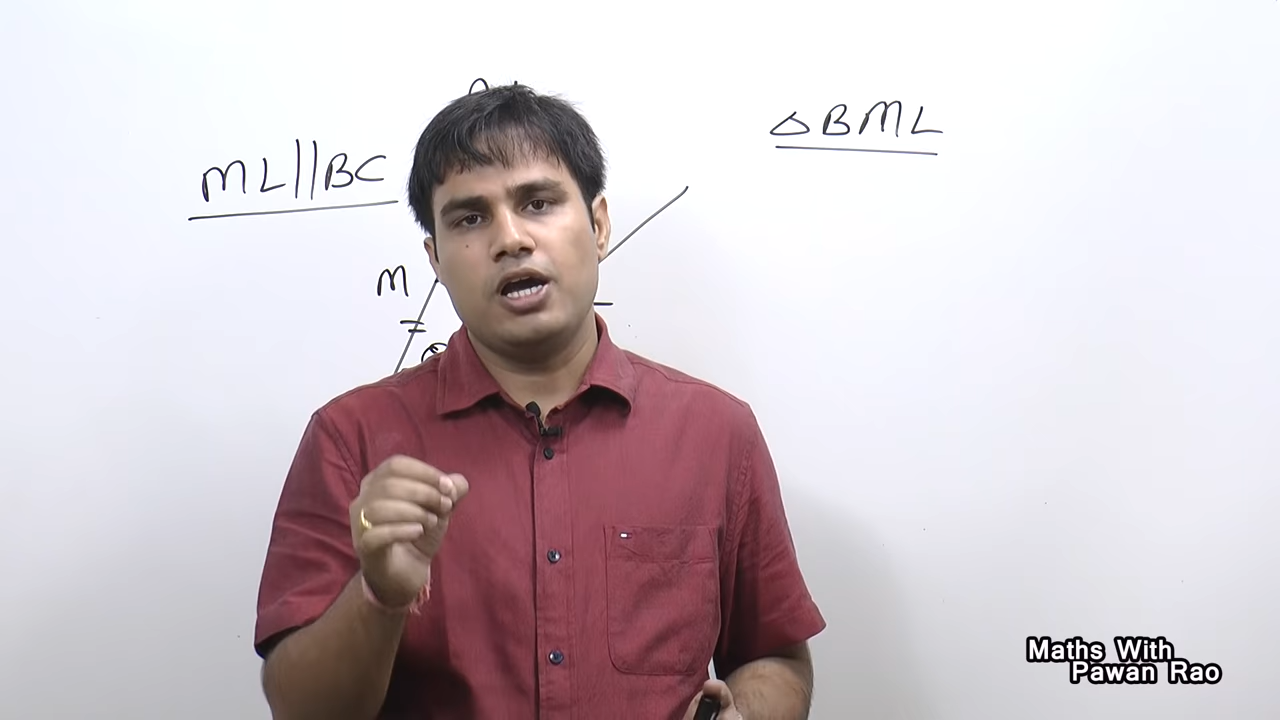 ML||BC
△BML
M
Maths With
Pawan Rao